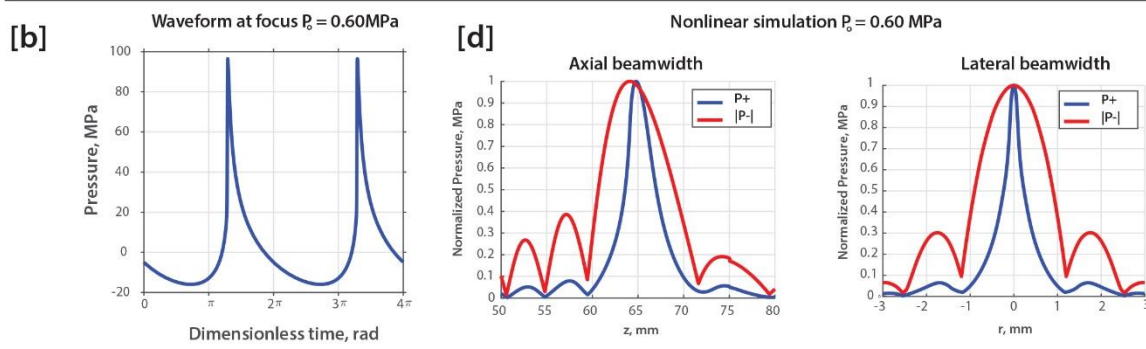 [b]
Waveform at focus Pₒ = 0.60MPa
Pressure, MPa
100
80
60
40
20
0
-20
0
π
2π
3π
4π
Dimensionless time, rad
[d]
Nonlinear simulation Pₒ = 0.60 MPa
Axial beamwidth
Normalized Pressure, MPa
1
0.9
0.8
0.7
0.6
0.5
0.4
0.3
0.2
0.1
0
50
55
60
65
70
75
80
z, mm
P+
|P-|
Lateral beamwidth
Normalized Pressure, MPa
1
0.9
0.8
0.7
0.6
0.5
0.4
0.3
0.2
0.1
0
-3
-2
-1
0
1
2
3
r, mm
P+
|P-|